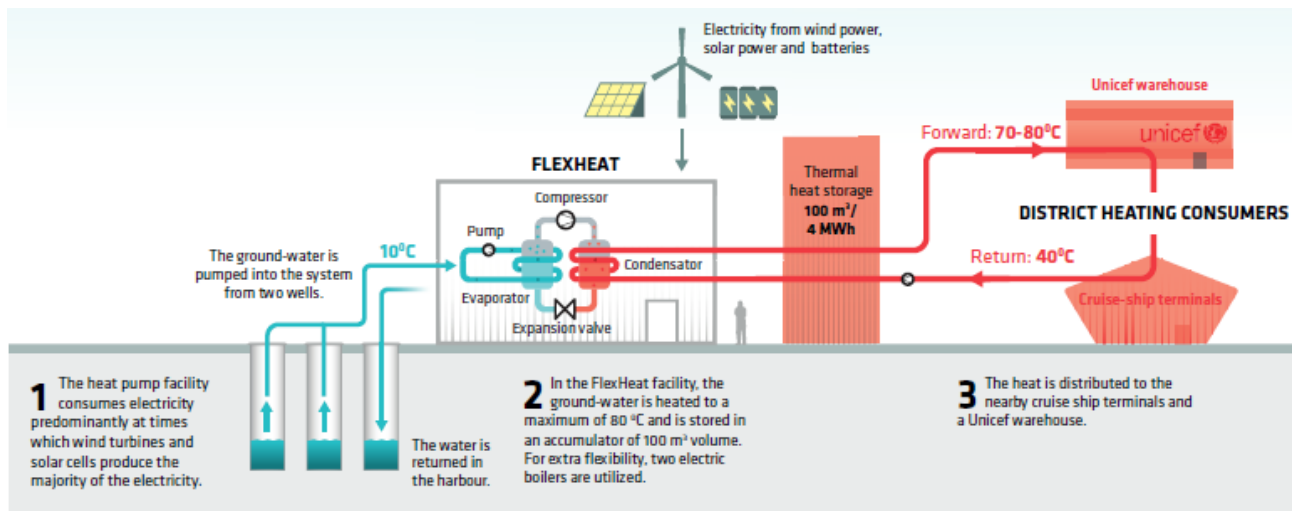 Electricity from wind power,
solar power and batteries
Unicef warehouse
unicef
Forward: 70-80⁰C
FLEXHEAT
Thermal
heat storage
100 m³/
4 MWh
Compressor
Pump
DISTRICT HEATING CONSUMERS
10⁰C
The ground-water is
pumped into the system
from two wells.
Condensator
Return: 40⁰C
Evaporator
Expansion valve
Cruise-ship terminals
1 The heat pump facility
consumes electricity
predominantly at times
which wind turbines and
solar cells produce the
majority of the electricity.
The water is
returned in
the harbour.
2 In the FlexHeat facility, the
ground-water is heated to a
maximum of 80 ⁰C and is stored in
an accumulator of 100 m³ volume.
For extra flexibility, two electric
boilers are utilized.
3 The heat is distributed to the
nearby cruise ship terminals and
a Unicef warehouse.